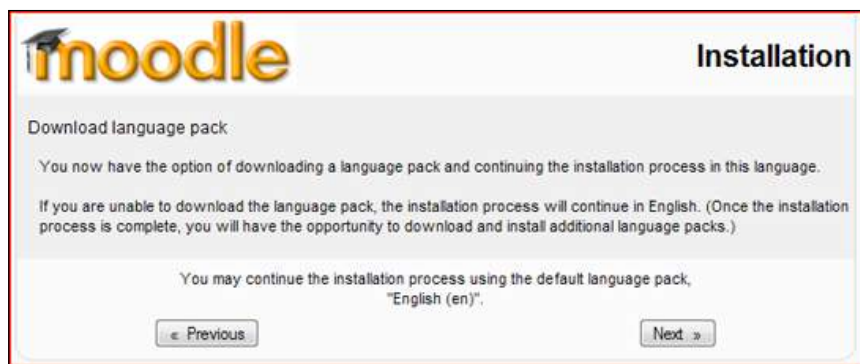 moodle
Installation
Download language pack
You now have the option of downloading a language pack and continuing the installation process in this language.
If you are unable to download the language pack, the installation process will continue in English. (Once the installation
process is complete, you will have the opportunity to download and install additional language packs.)
You may continue the installation process using the default language pack,
"English (en)".
« Previous
Next »